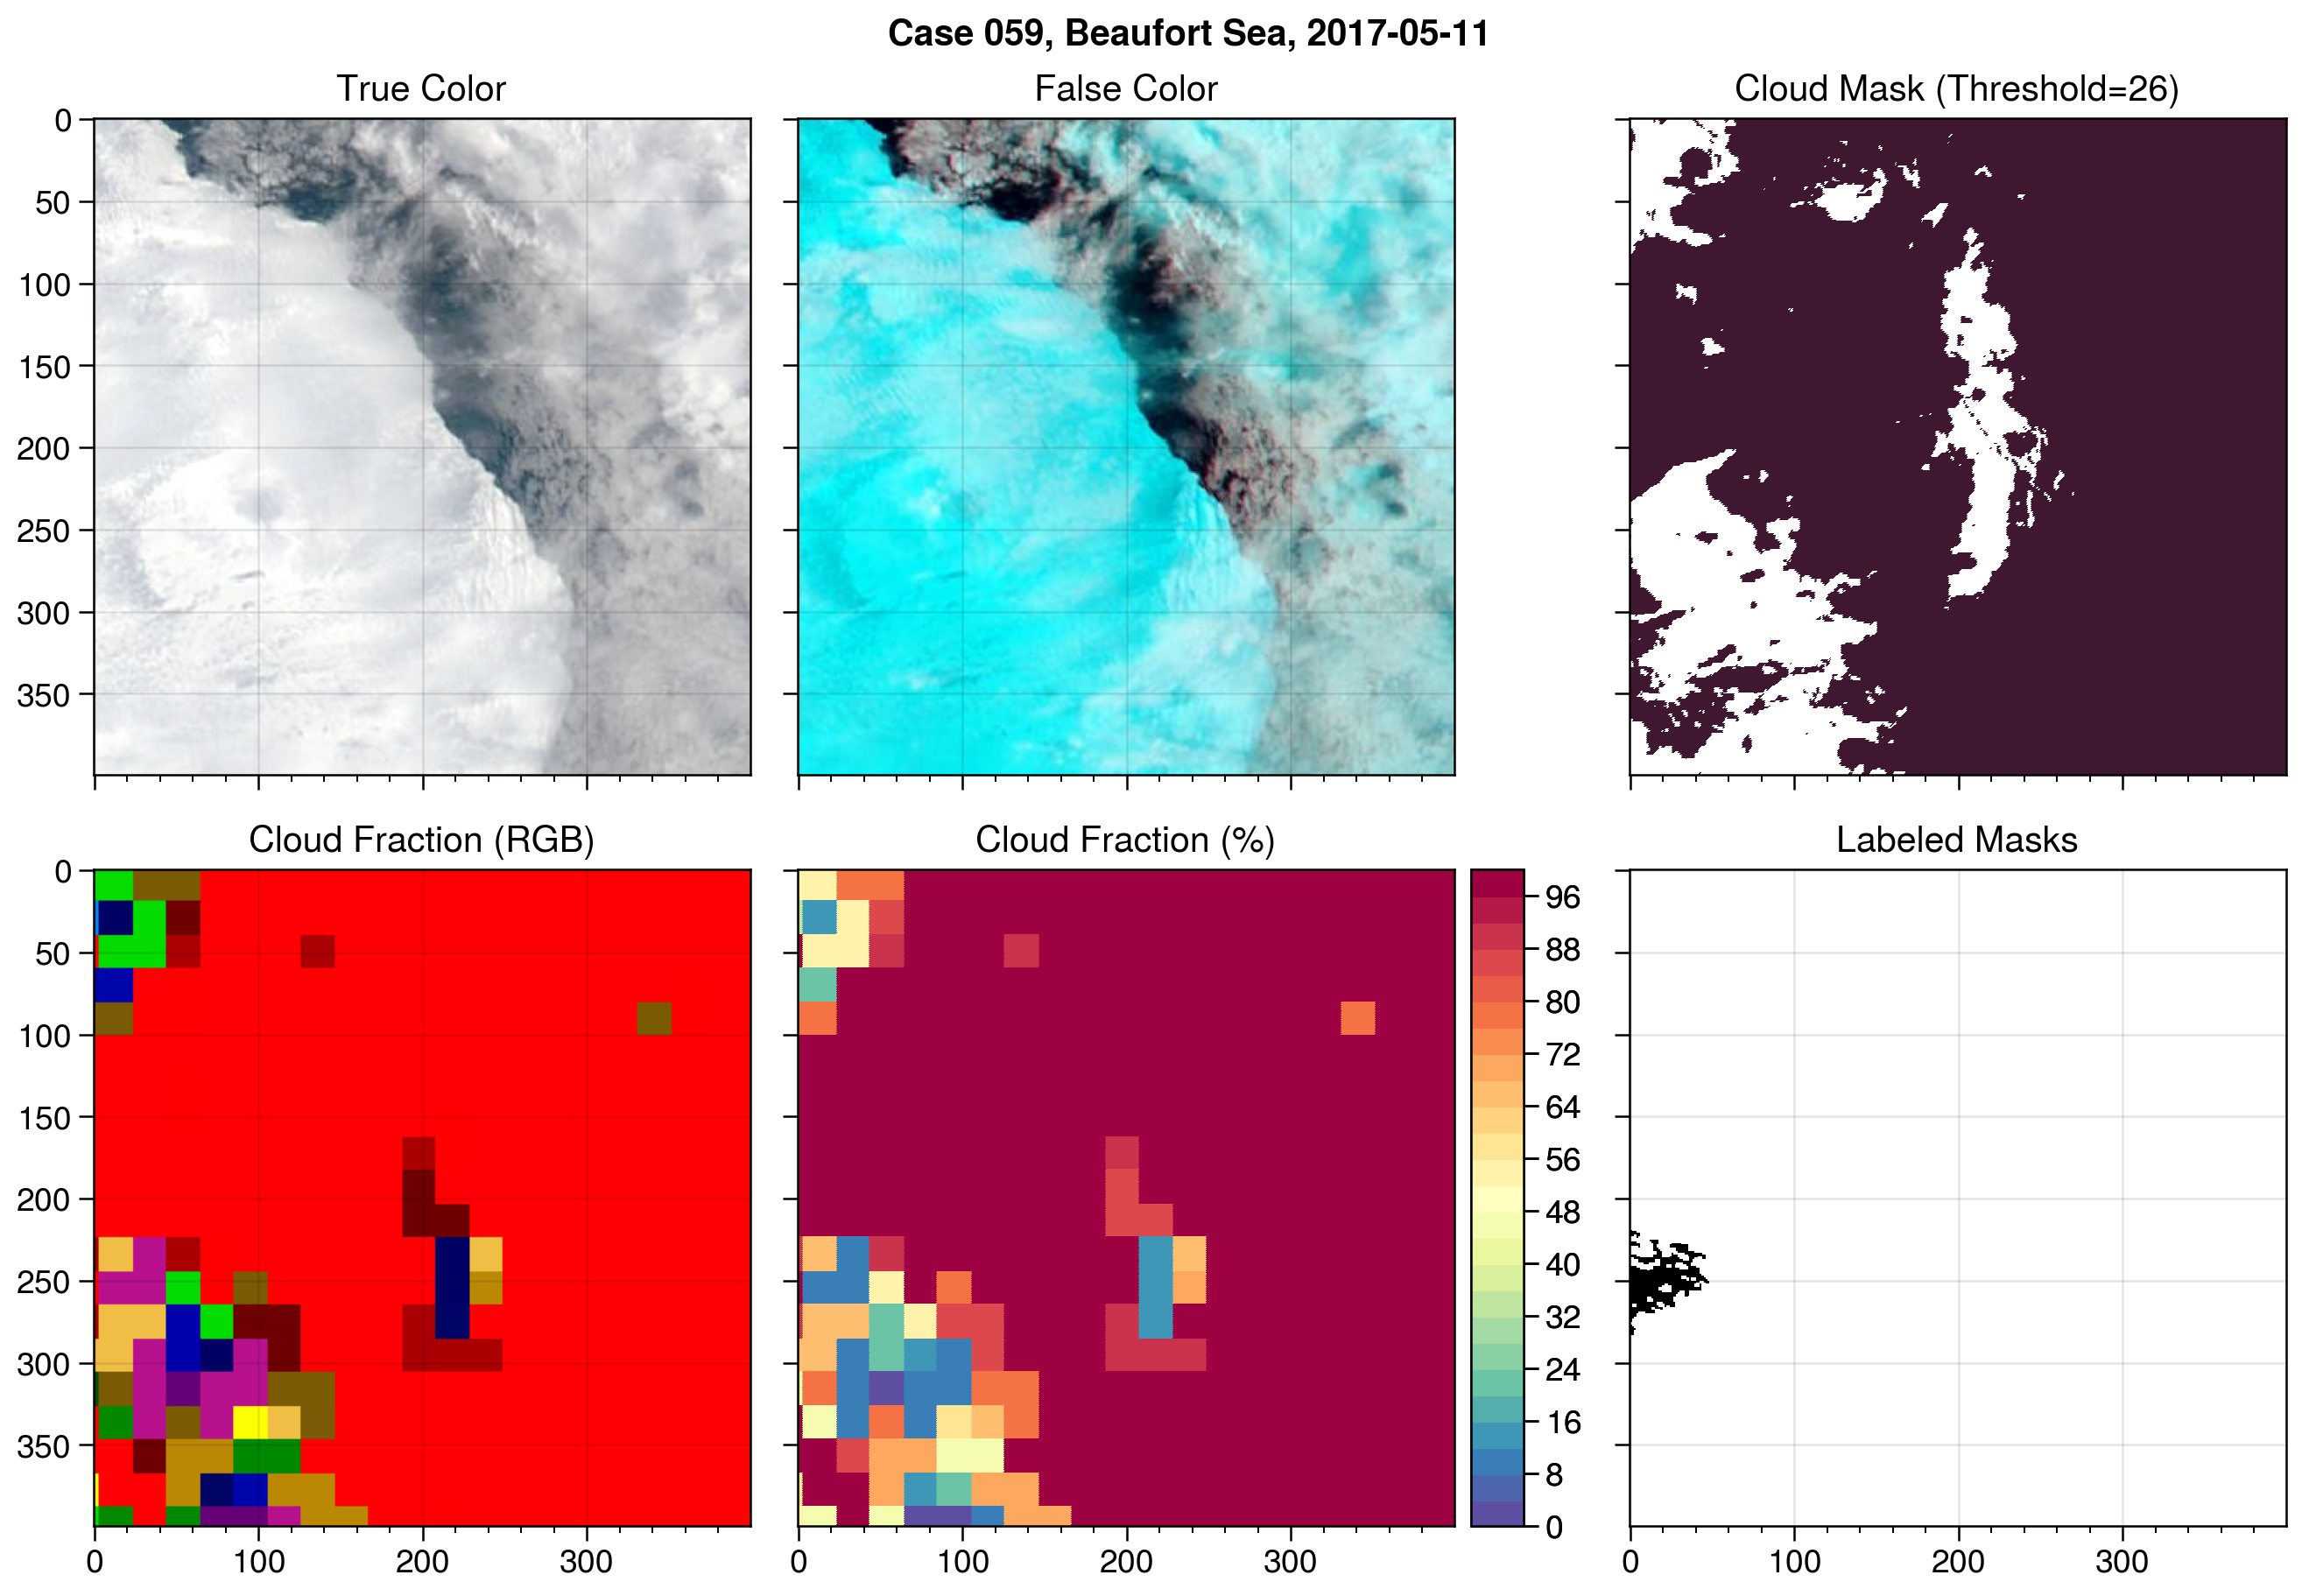 Case 059, Beaufort Sea, 2017-05-11
True Color
False Color
Cloud Mask (Threshold=26)
0
50
100
150
200
250
300
350
Cloud Fraction (RGB)
Cloud Fraction (%)
Labeled Masks
0
50
100
150
200
250
300
350
96
88
80
72
64
56
48
40
32
24
16
8
0
0 100 200 300
0 100 200 300
0 100 200 300